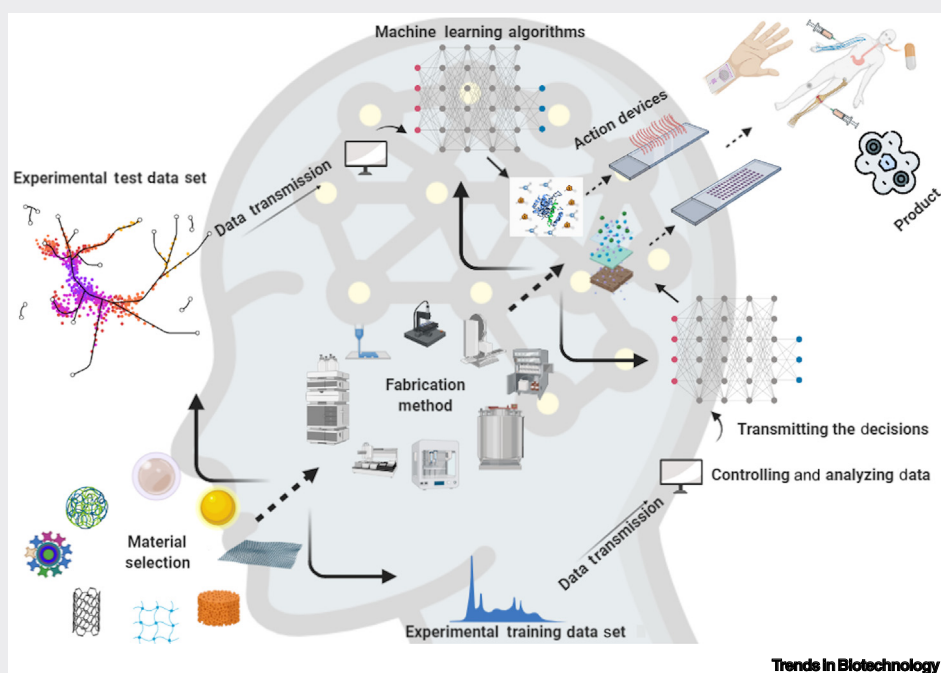 Machine learning algorithms
Action devices
Experimental test data set
Data transmission
Product
Fabrication
method
Transmitting the decisions
Controlling and analyzing data
Material
selection
Data transmission
Experimental training data set
Trends in Biotechnology